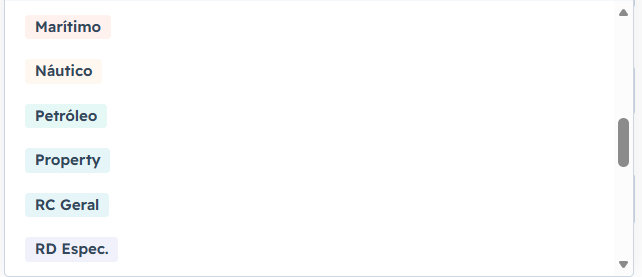 Marítimo
Náutico
Petróleo
Property
RC Geral
RD Espec.